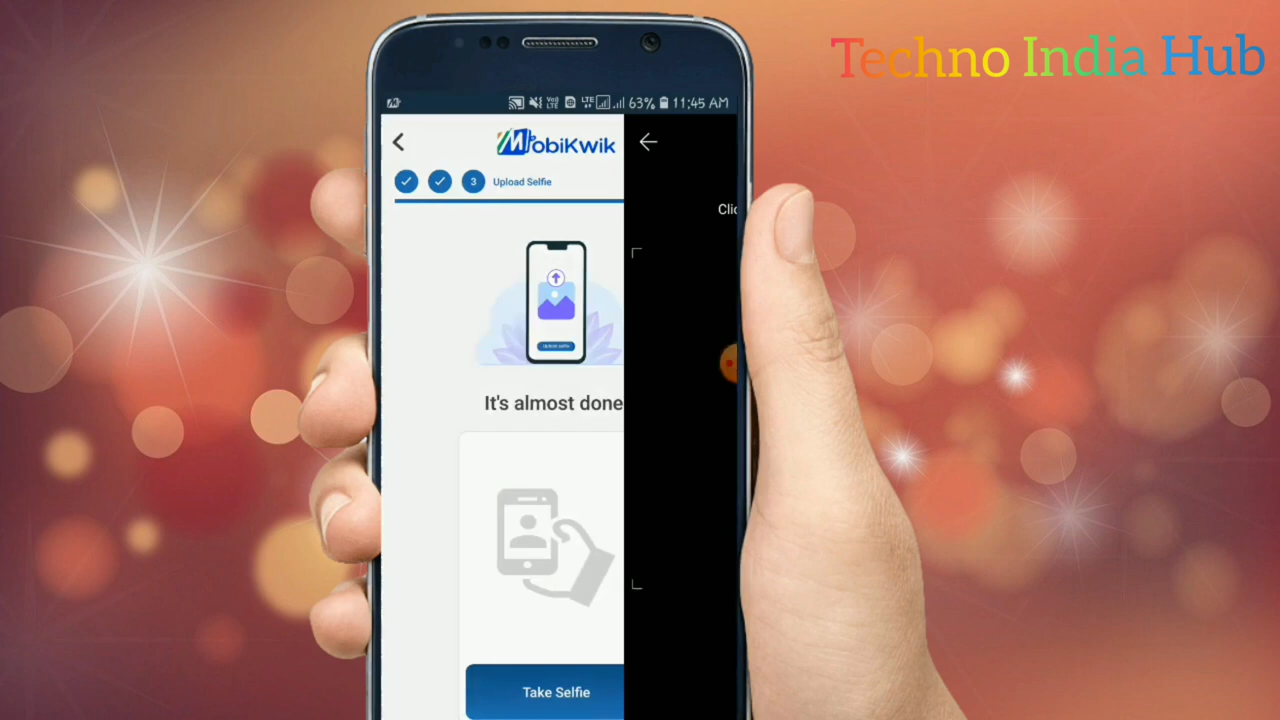 Techno India Hub
63% 11:45 AM
MobiKwik
3 Upload Selfie
It's almost done
Take Selfie